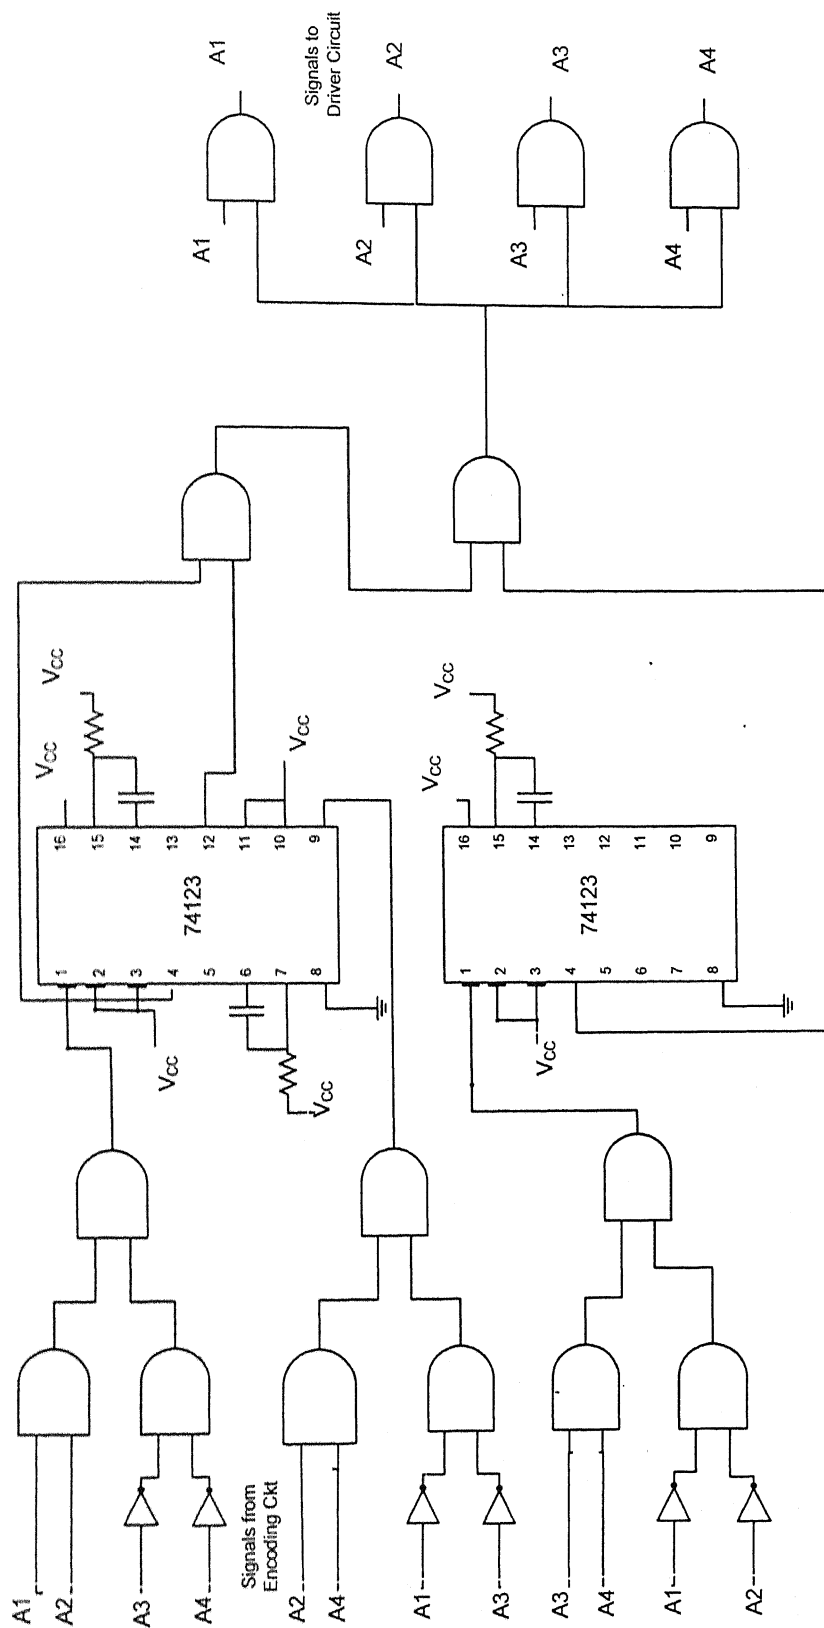 A1
A2
A3
A4
Signals from
Encoding Ckt
A2
A4
A1
A3
A3
A4
A1
A2
74123
1
2
3
4
5
6
7
8
16
15
14
13
12
11
10
9
Vcc
Vcc
Vcc
Vcc
Vcc
74123
1
2
3
4
5
6
7
8
16
15
14
13
12
11
10
9
Vcc
Vcc
Vcc
A1
A2
A3
A4
A1
Signals to
Driver Circuit
A2
A3
A4